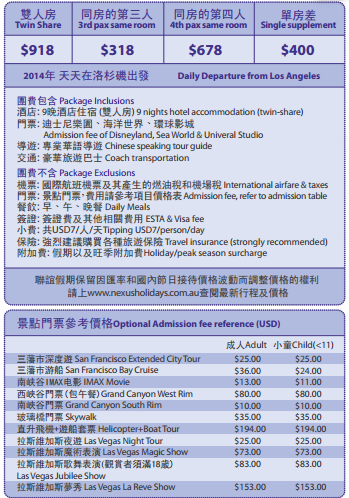 雙人房 同房的第三人 同房的第四人 單房差
Twin Share 3rd pax same room 4th pax same room Single supplement
$918 $318 $678 $400
2014年 天天在洛杉磯出發 Daily Departure from Los Angeles
團費包含 Package Inclusions
酒店: 9晚酒店住宿 (雙人房) 9 nights hotel accommodation (twin-share)
門票: 迪士尼樂園、海洋世界、環球影城
Admission fee of Disneyland, Sea World & Univeral Studio
導遊: 專業華語導遊 Chinese speaking tour guide
交通: 豪華旅遊巴士 Coach transportation
團費不含 Package Exclusions
機票: 國際航班機票及其產生的燃油稅和機場稅 International airfare & taxes
門票: 景點門票·費用請參考項目價格表 Admission fee, refer to admission table
餐飲: 早、午、晚餐 Daily Meals
簽證: 簽證費及其他相關費用 ESTA & Visa fee
小費: 共USD7/人/天Tipping USD7/person/day
保險: 強烈建議購買各種旅遊保險 Travel insurance (strongly recommended)
附加費: 假期以及旺季附加費Holiday/peak season surcharge
聯誼假期保留因匯率和國內節日接待價格波動而調整價格的權利
請上www.nexusholidays.com.au查閱最新行程及價格
景點門票參考價格Optional Admission fee reference (USD)
成人Adult 小童Child(<11)
三藩市深度遊 San Francisco Extended City Tour $25.00 $25.00
三藩市游船 San Francisco Bay Cruise $36.00 $24.00
南峽谷IMAX电影 IMAX Movie $13.00 $11.00
西峽谷門票 (包午餐) Grand Canyon West Rim $80.00 $80.00
南峽谷門票 Grand Canyon South Rim $10.00 $10.00
玻璃橋門票 Skywalk $35.00 $35.00
直升飛機+遊船套票 Helicopter+Boat Tour $194.00 $194.00
拉斯維加斯夜遊 Las Vegas Night Tour $25.00 $25.00
拉斯維加斯魔術表演 Las Vegas Magic Show $73.00 $73.00
拉斯維加斯歌舞表演(觀賞者須滿18歲) $83.00 $83.00
Las Vegas Jubilee Show
拉斯維加斯夢秀 Las Vegas La Reve Show $153.00 $153.00